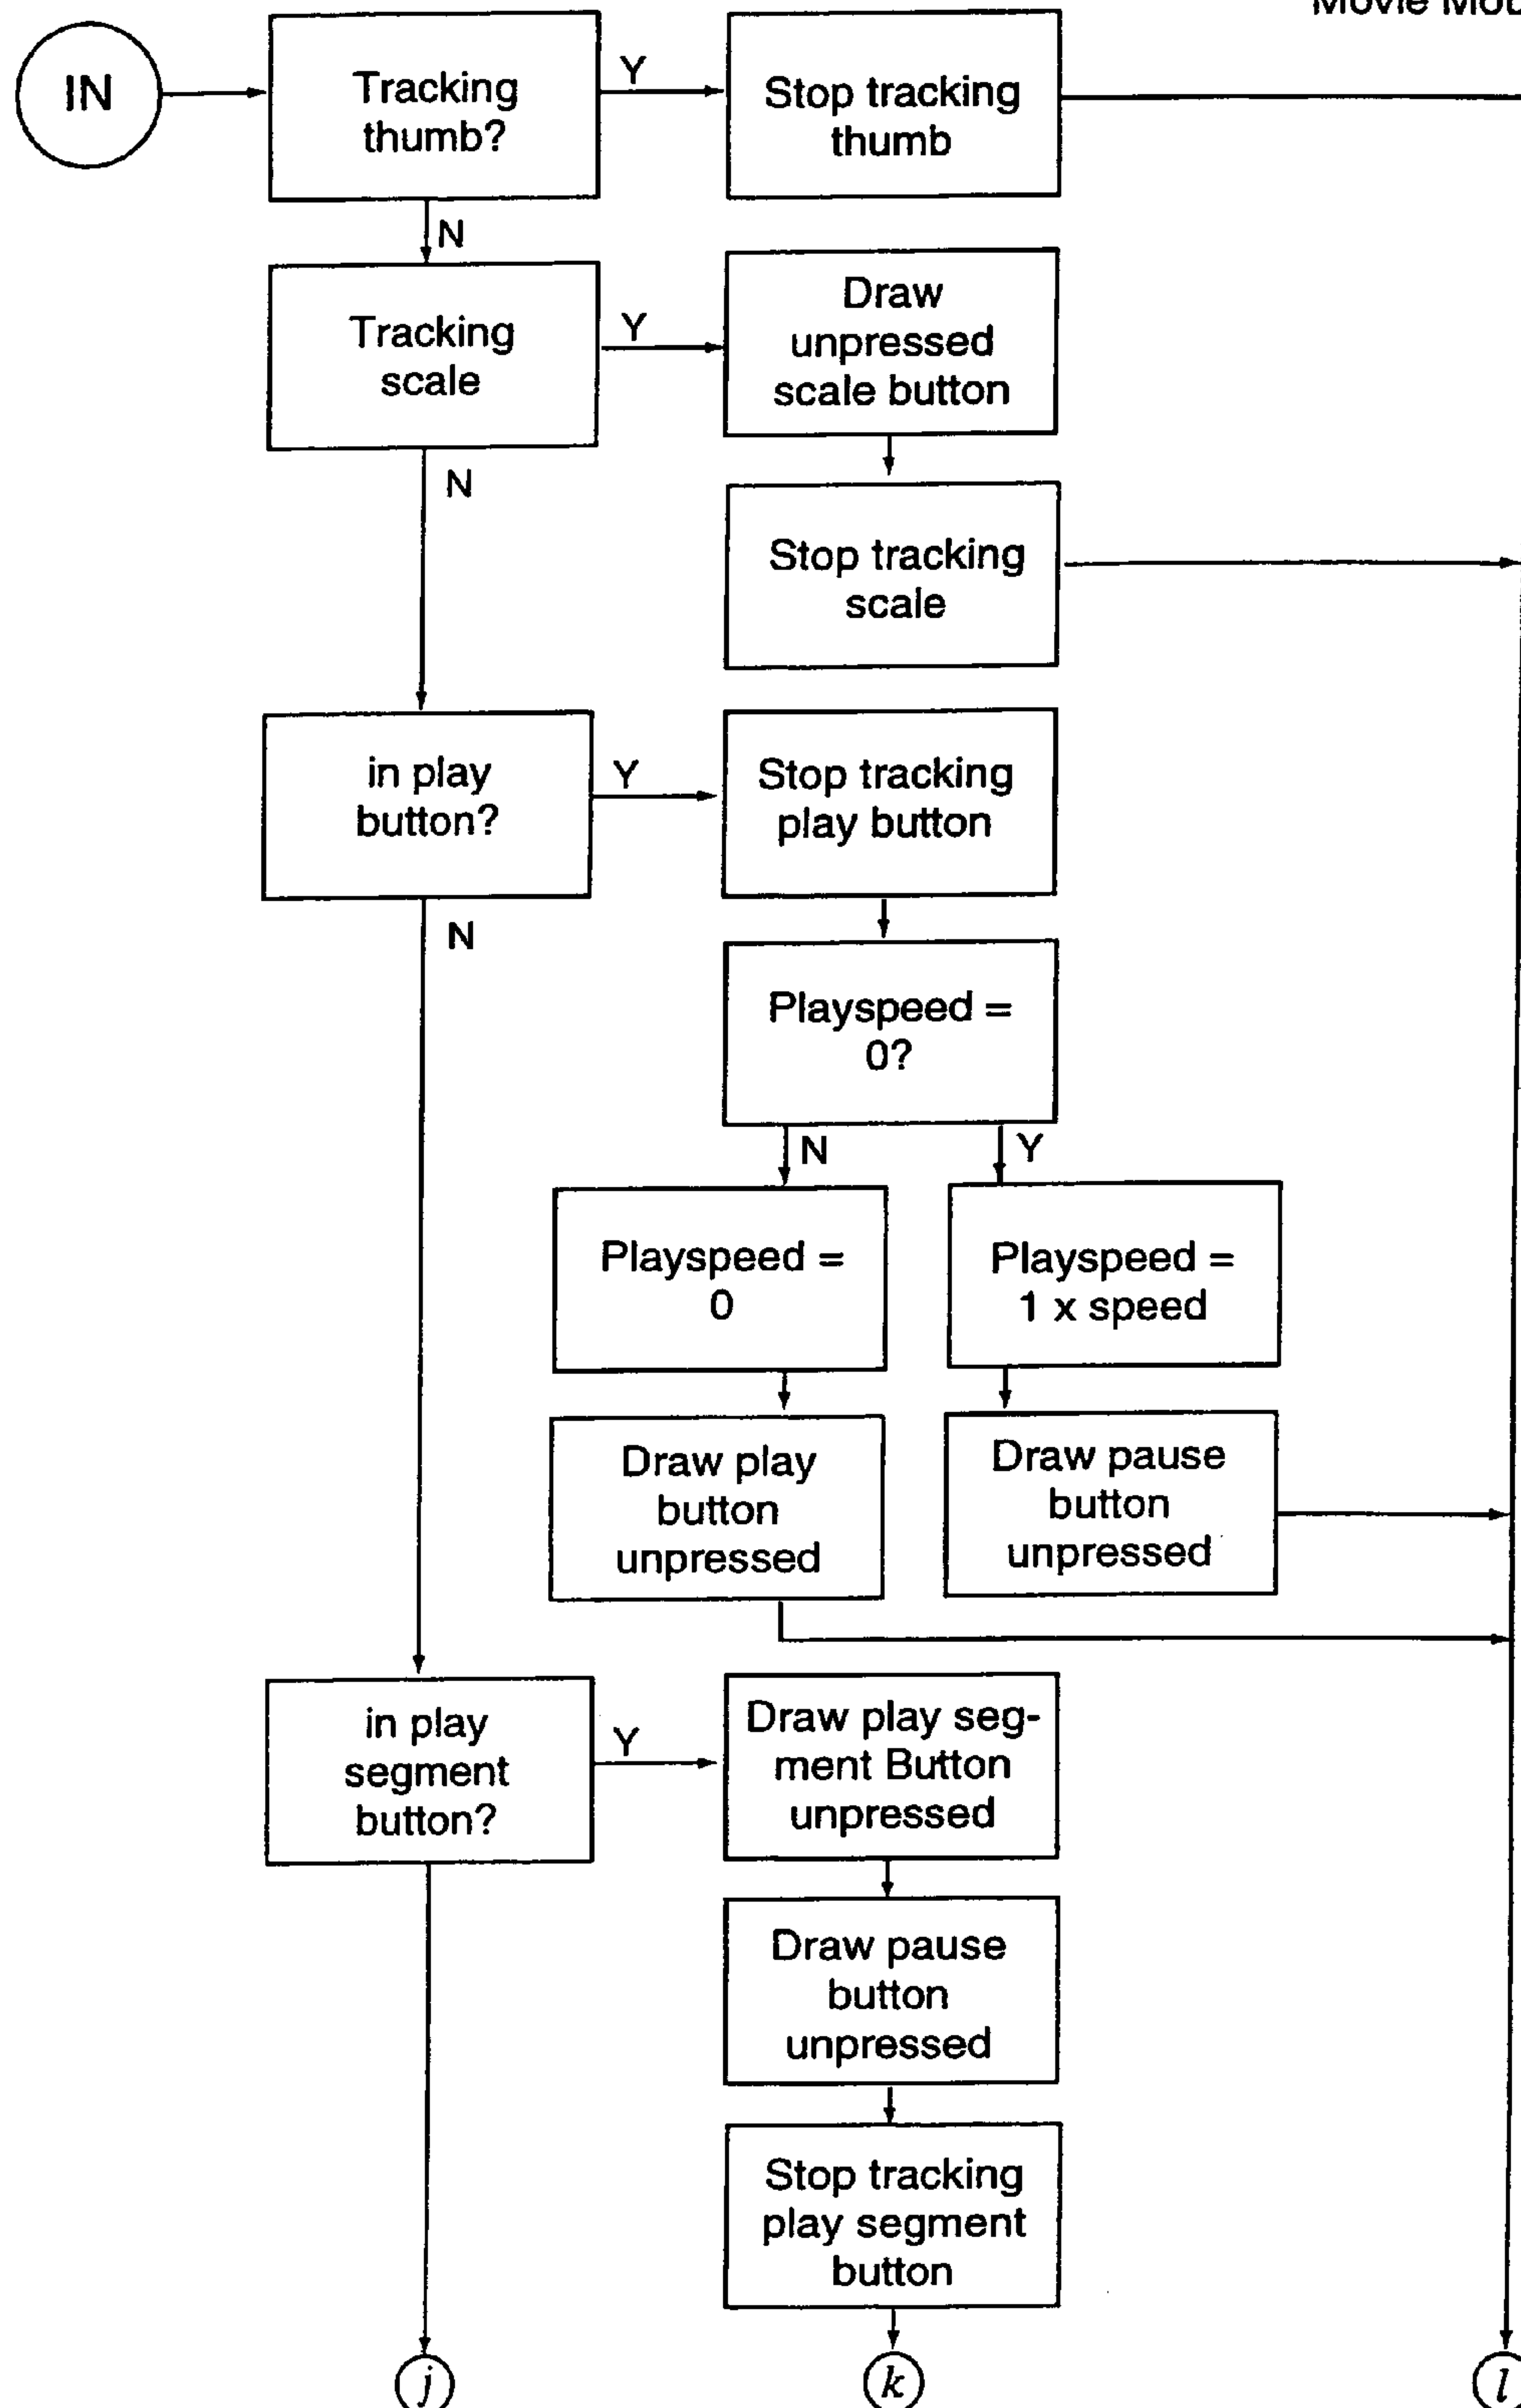 IN
Tracking
thumb?
Y
Stop tracking
thumb
N
Tracking
scale
Y
Draw
unpressed
scale button
N
Stop tracking
scale
in play
button?
Y
Stop tracking
play button
N
Playspeed =
0?
N
Y
Playspeed =
0
Playspeed =
1 x speed
Draw play
button
unpressed
Draw pause
button
unpressed
in play
segment
button?
Y
Draw play seg-
ment Button
unpressed
Draw pause
button
unpressed
Stop tracking
play segment
button
j
k
l